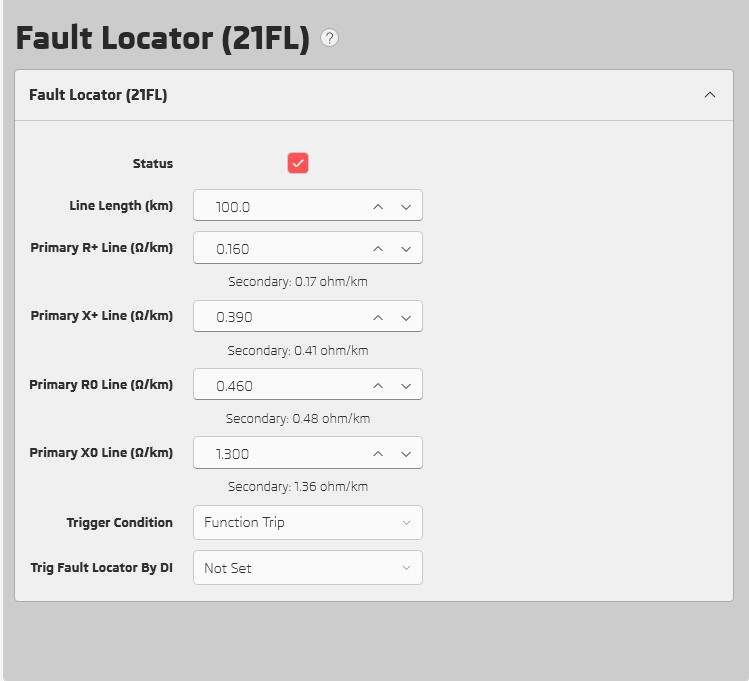 Fault Locator (21FL) ?
Fault Locator (21FL)
Status
Line Length (km) 100.0
Primary R+ Line (Ω/km) 0.160
Secondary: 0.17 ohm/km
Primary X+ Line (Ω/km) 0.390
Secondary: 0.41 ohm/km
Primary R0 Line (Ω/km) 0.460
Secondary: 0.48 ohm/km
Primary X0 Line (Ω/km) 1.300
Secondary: 1.36 ohm/km
Trigger Condition Function Trip
Trig Fault Locator By DI Not Set